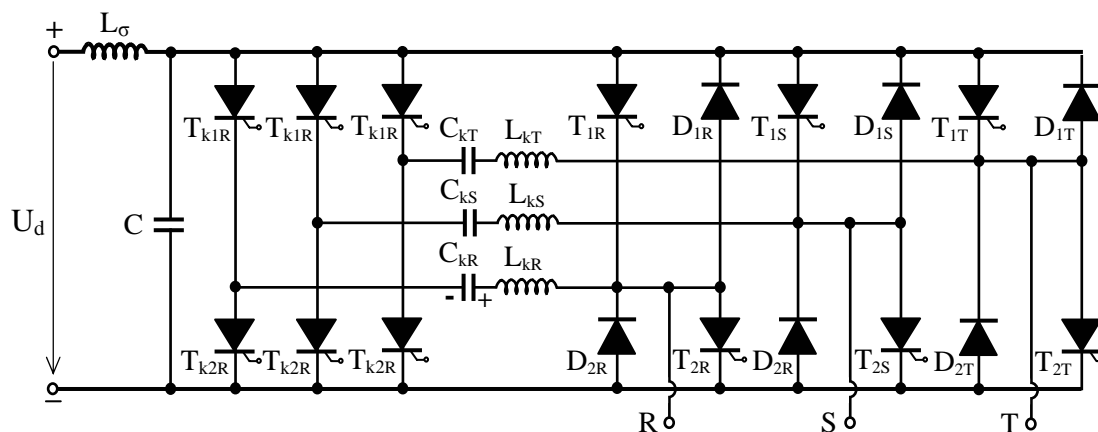 +
Lσ
Tk1R Tk1R Tk1R T1R D1R T1S D1S T1T D1T
CkT LkT
CkS LkS
Ud C
CkR LkR
- +
Tk2R Tk2R Tk2R D2R T2R D2R T2S D2T T2T
–
R S T